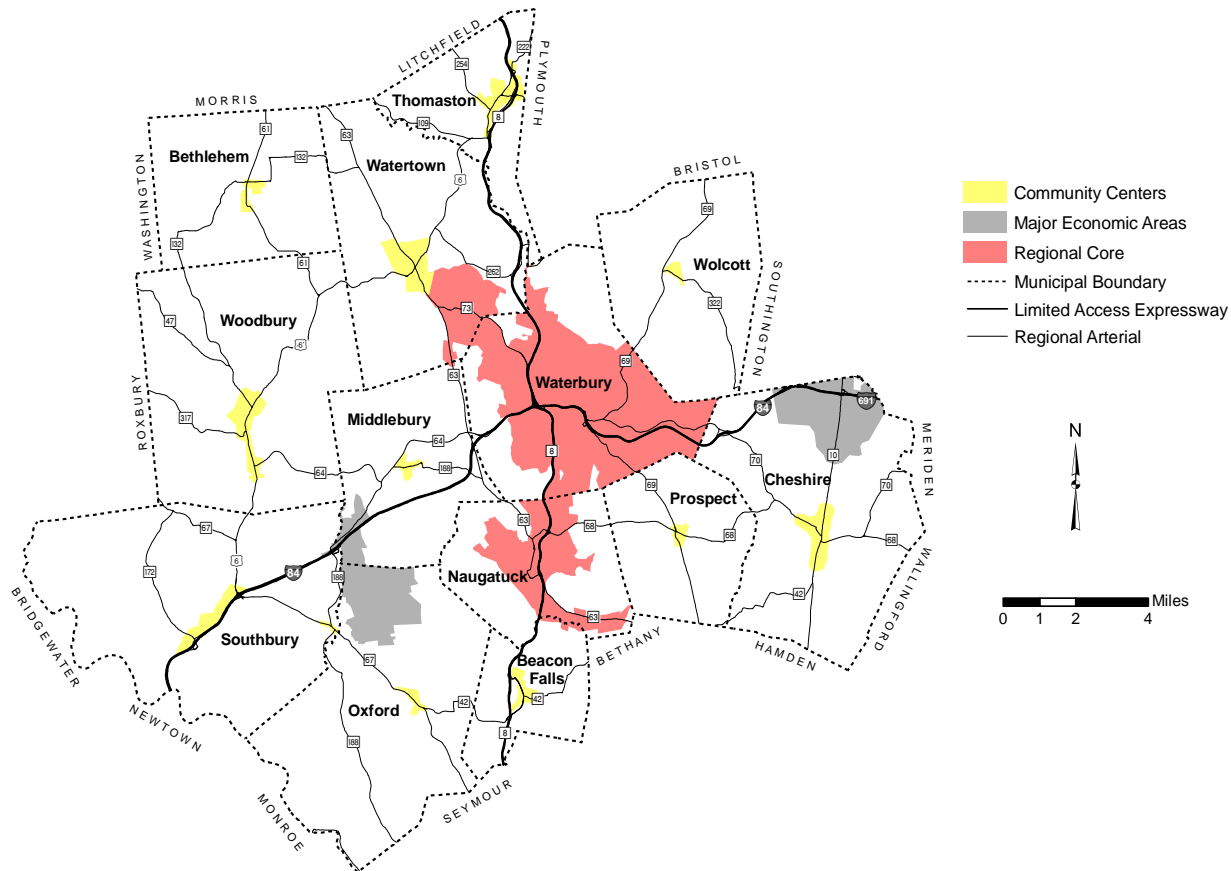 LITCHFIELD
PLYMOUTH
222
254
Thomaston
MORRIS
109
8
61
63
Bethlehem
Watertown
132
WASHINGTON
6
BRISTOL
69
132
61
262
Wolcott
SOUTHINGTON
322
47
Woodbury
6
73
69
Waterbury
63
ROXBURY
317
Middlebury
64
84
691
MERIDEN
64
188
8
70
10
Cheshire
69
Prospect
70
67
63
68
68
68
6
172
84
188
Naugatuck
WALLINGFORD
42
BRIDGEWATER
Southbury
63
BETHANY
HAMDEN
67
Beacon
Falls
42
42
NEWTOWN
Oxford
188
8
SEYMOUR
MONROE
Community Centers
Major Economic Areas
Regional Core
Municipal Boundary
Limited Access Expressway
Regional Arterial
N
Miles
0 1 2 4